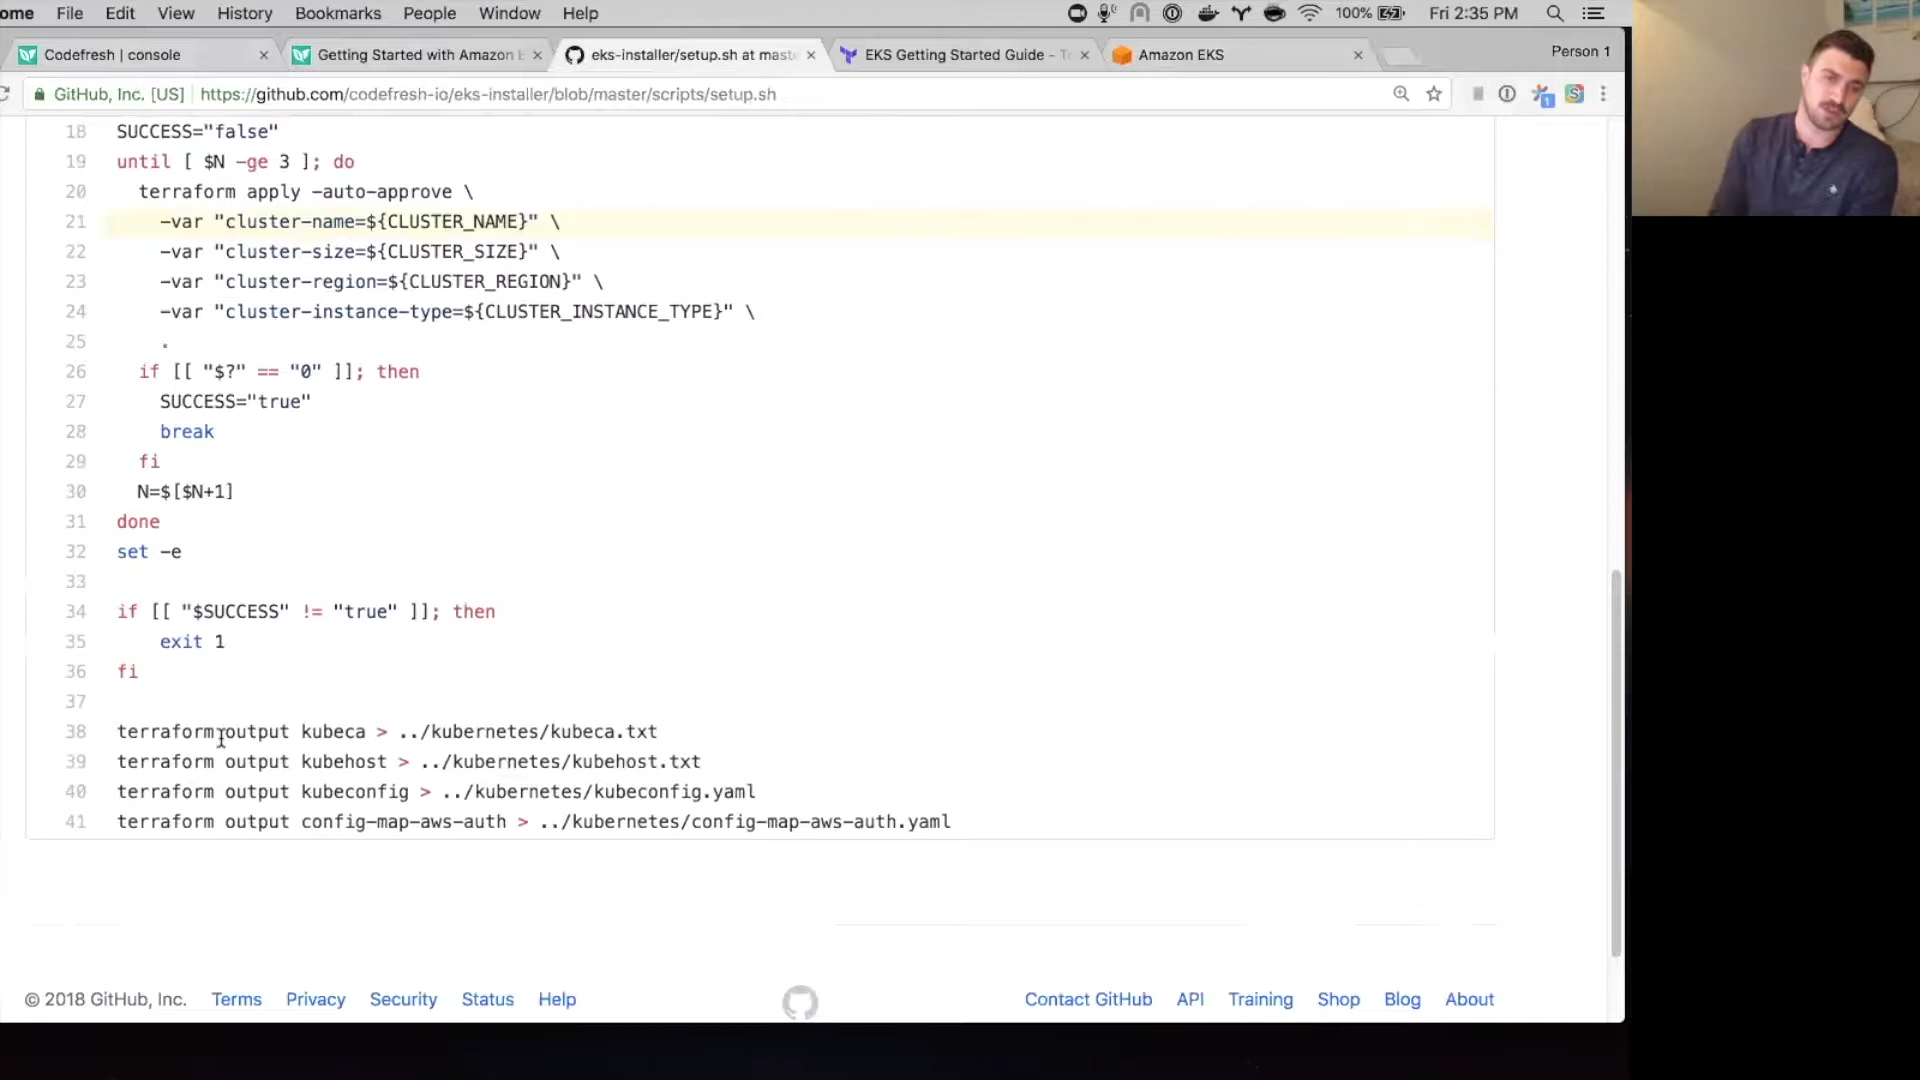 ome File Edit View History Bookmarks People Window Help 100% Fri 2:35 PM
Codefresh | console Getting Started with Amazon E eks-installer/setup.sh at maste EKS Getting Started Guide - Te Amazon EKS Person 1
GitHub, Inc. [US] https://github.com/codefresh-io/eks-installer/blob/master/scripts/setup.sh
18 SUCCESS="false"
19 until [ $N -ge 3 ]; do
20 terraform apply -auto-approve \
21 -var "cluster-name=${CLUSTER_NAME}" \
22 -var "cluster-size=${CLUSTER_SIZE}" \
23 -var "cluster-region=${CLUSTER_REGION}" \
24 -var "cluster-instance-type=${CLUSTER_INSTANCE_TYPE}" \
25 .
26 if [[ "$?" == "0" ]]; then
27 SUCCESS="true"
28 break
29 fi
30 N=$[$N+1]
31 done
32 set -e
33
34 if [[ "$SUCCESS" != "true" ]]; then
35 exit 1
36 fi
37
38 terraform output kubeca > ../kubernetes/kubeca.txt
39 terraform output kubehost > ../kubernetes/kubehost.txt
40 terraform output kubeconfig > ../kubernetes/kubeconfig.yaml
41 terraform output config-map-aws-auth > ../kubernetes/config-map-aws-auth.yaml
© 2018 GitHub, Inc. Terms Privacy Security Status Help Contact GitHub API Training Shop Blog About